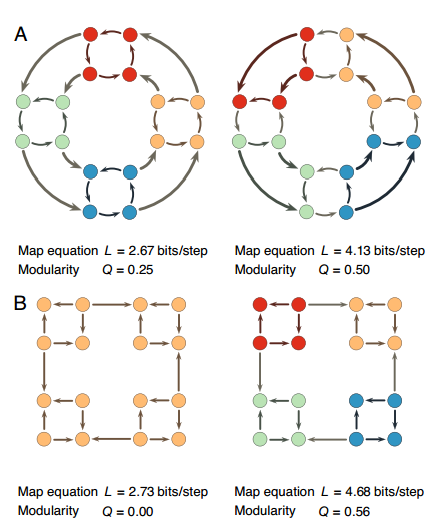 A
Map equation L = 2.67 bits/step
Modularity Q = 0.25
Map equation L = 4.13 bits/step
Modularity Q = 0.50
B
Map equation L = 2.73 bits/step
Modularity Q = 0.00
Map equation L = 4.68 bits/step
Modularity Q = 0.56